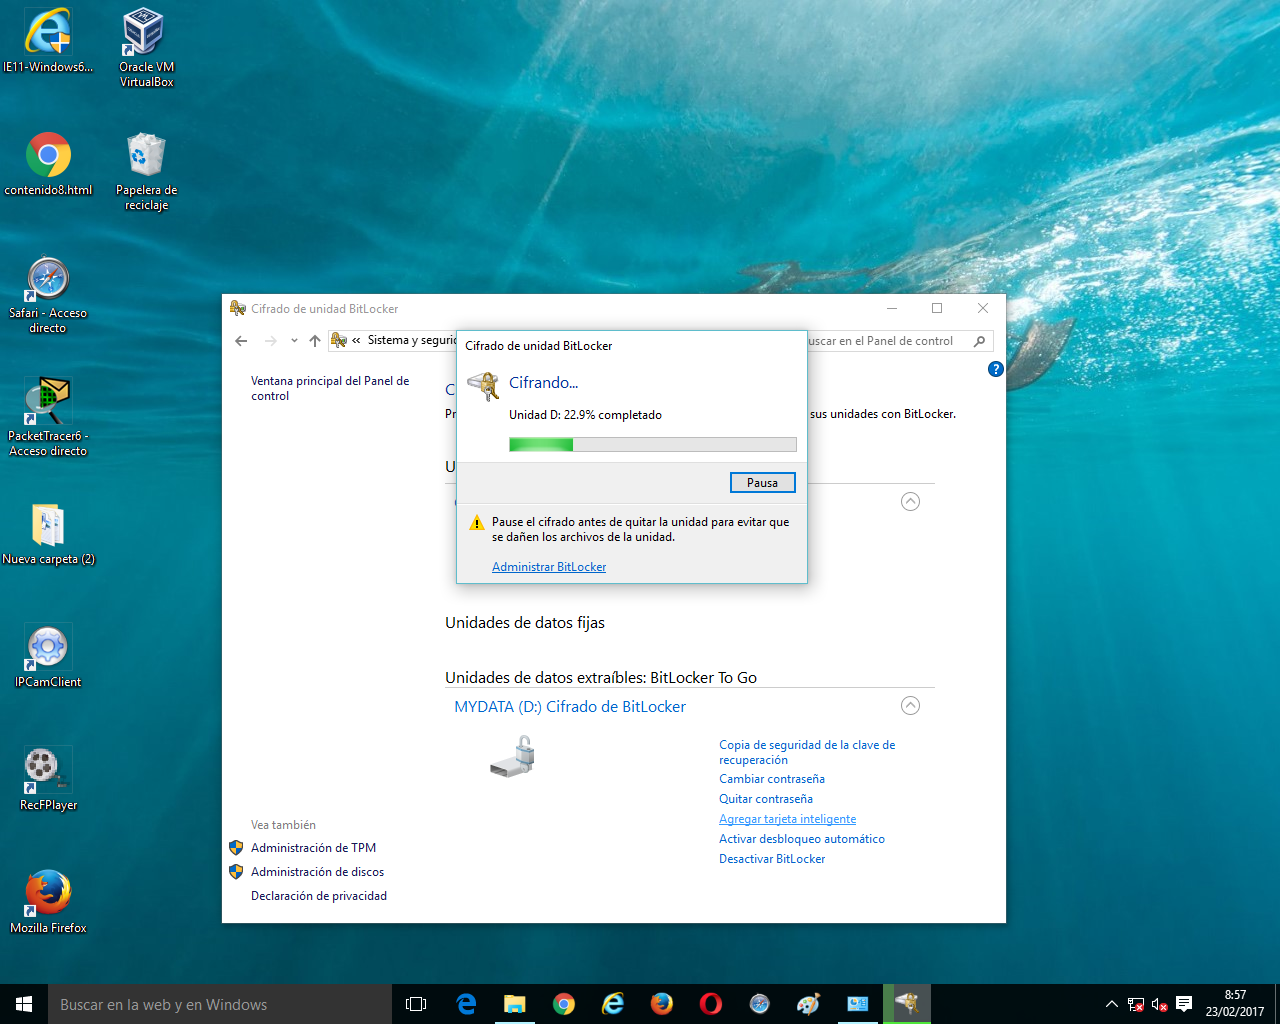 IE11-Windows6...
Oracle VM
VirtualBox
contenido8.html
Papelera de
reciclaje
Safari - Acceso
directo
PacketTracer6 -
Acceso directo
Nueva carpeta (2)
IPCamClient
RecFPlayer
Mozilla Firefox
Cifrado de unidad BitLocker
« Sistema y seguri
uscar en el Panel de control
Ventana principal del Panel de
control
C
Pr
sus unidades con BitLocker.
U
Cifrado de unidad BitLocker
Cifrando...
Unidad D: 22.9% completado
Pausa
Pause el cifrado antes de quitar la unidad para evitar que
se dañen los archivos de la unidad.
Administrar BitLocker
Unidades de datos fijas
Unidades de datos extraíbles: BitLocker To Go
MYDATA (D:) Cifrado de BitLocker
Copia de seguridad de la clave de
recuperación
Cambiar contraseña
Quitar contraseña
Agregar tarjeta inteligente
Activar desbloqueo automático
Desactivar BitLocker
Vea también
Administración de TPM
Administración de discos
Declaración de privacidad
Buscar en la web y en Windows
8:57
23/02/2017